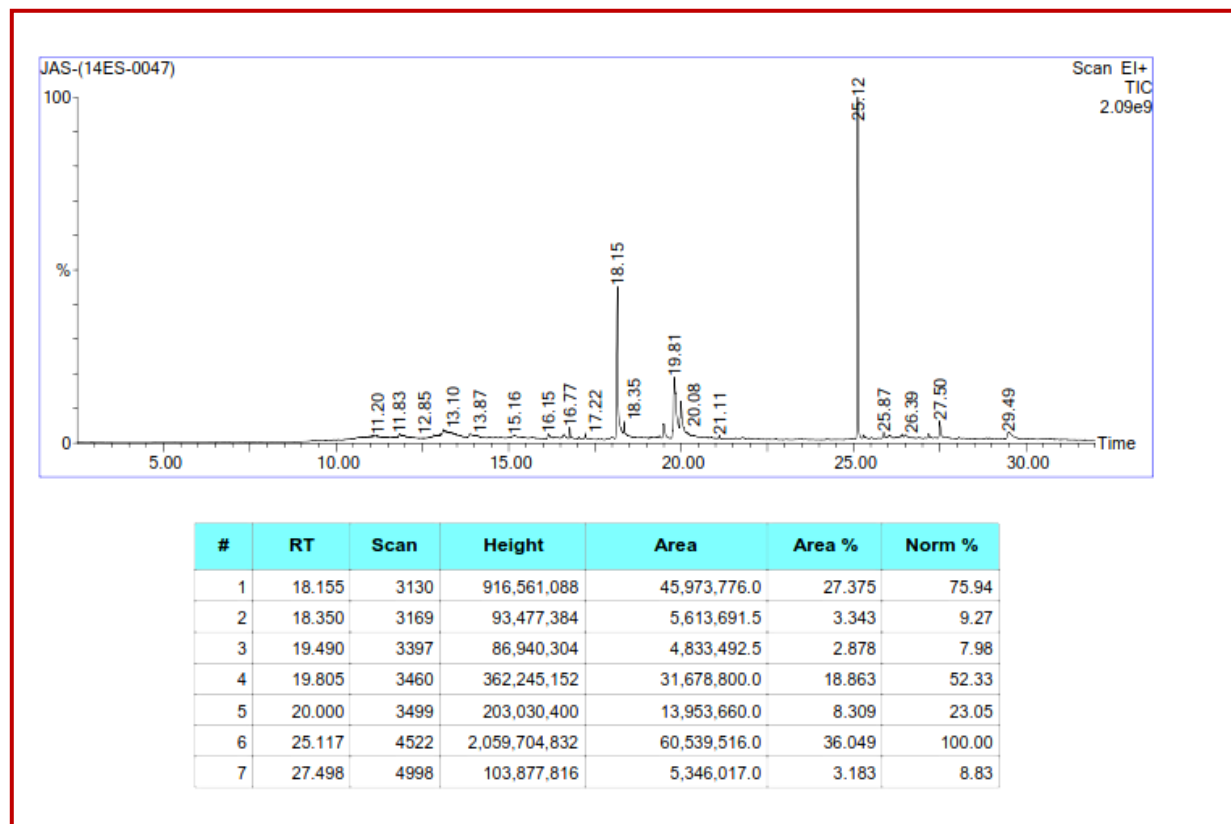 JAS-(14ES-0047)
Scan EI+
TIC
2.09e9
100
%
0
11.20
11.83
12.85
13.10
13.87
15.16
16.15
16.77
17.22
18.15
18.35
19.81
20.08
21.11
25.12
25.87
26.39
27.50
29.49
Time
5.00 10.00 15.00 20.00 25.00 30.00
# RT Scan Height Area Area % Norm %
1 18.155 3130 916,561,088 45,973,776.0 27.375 75.94
2 18.350 3169 93,477,384 5,613,691.5 3.343 9.27
3 19.490 3397 86,940,304 4,833,492.5 2.878 7.98
4 19.805 3460 362,245,152 31,678,800.0 18.863 52.33
5 20.000 3499 203,030,400 13,953,660.0 8.309 23.05
6 25.117 4522 2,059,704,832 60,539,516.0 36.049 100.00
7 27.498 4998 103,877,816 5,346,017.0 3.183 8.83